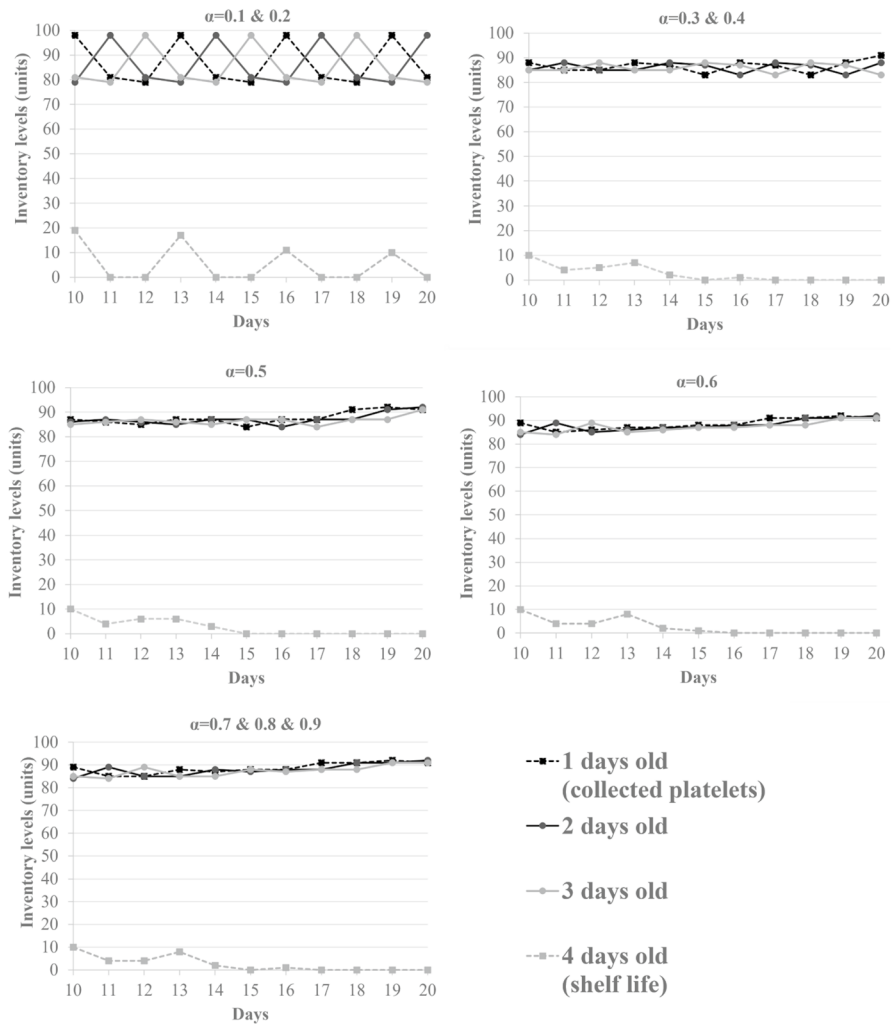 α=0.1 & 0.2
Inventory levels (units)
100
90
80
70
60
50
40
30
20
10
0
10 11 12 13 14 15 16 17 18 19 20
Days
α=0.3 & 0.4
Inventory levels (units)
100
90
80
70
60
50
40
30
20
10
0
10 11 12 13 14 15 16 17 18 19 20
Days
α=0.5
Inventory levels (units)
100
90
80
70
60
50
40
30
20
10
0
10 11 12 13 14 15 16 17 18 19 20
Days
α=0.6
Inventory levels (units)
100
90
80
70
60
50
40
30
20
10
0
10 11 12 13 14 15 16 17 18 19 20
Days
α=0.7 & 0.8 & 0.9
Inventory levels (units)
100
90
80
70
60
50
40
30
20
10
0
10 11 12 13 14 15 16 17 18 19 20
Days
1 days old
(collected platelets)
2 days old
3 days old
4 days old
(shelf life)